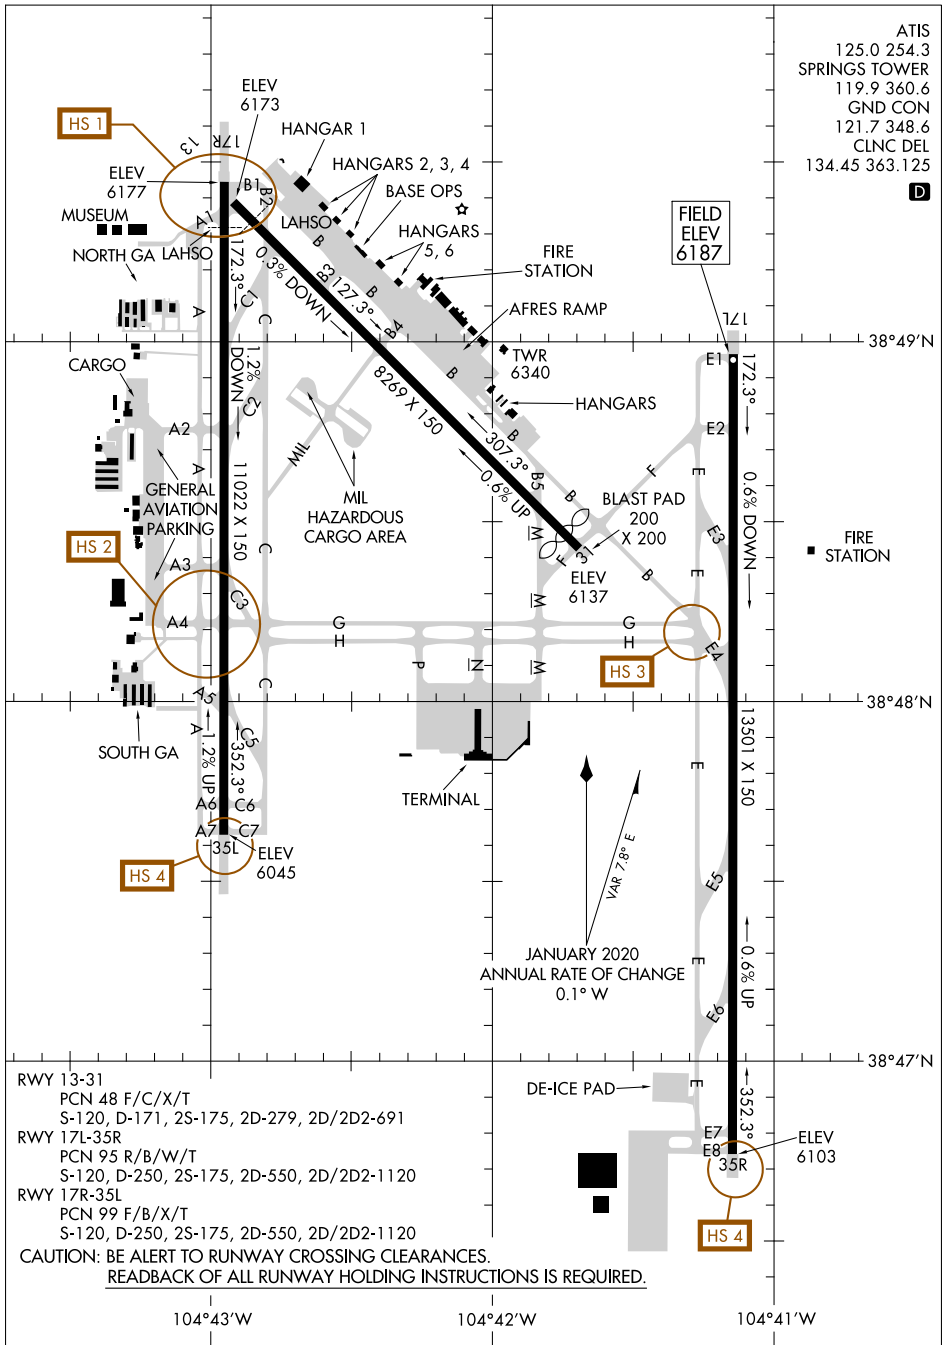 ATIS
125.0 254.3
SPRINGS TOWER
119.9 360.6
GND CON
121.7 348.6
CLNC DEL
134.45 363.125
D
HS 1
13
17R
ELEV
6173
HANGAR 1
HANGARS 2, 3, 4
BASE OPS
ELEV
6177
MUSEUM
B1
B2
A1
LAHSO
LAHSO
NORTH GA
HANGARS
5, 6
FIRE
STATION
FIELD
ELEV
6187
B
172.3°
0.3% DOWN
B3
127.3°
B
B4
AFRES RAMP
A
C1
C
17L
38°49'N
TWR
6340
E1
172.3°
CARGO
1.2%
DOWN
C2
8269 X 150
B
HANGARS
A2
E2
MIL
307.3°
B
0.6% UP
B5
F
E
0.6% DOWN
A
11022 X 150
GENERAL
AVIATION
PARKING
MIL
HAZARDOUS
CARGO AREA
B
BLAST PAD
200
X 200
E3
HS 2
C
M
F
31
ELEV
6137
B
E
FIRE
STATION
A3
C3
M
A4
G
H
G
H
E4
HS 3
P
N
M
C
A5
38°48'N
A
1.2% UP
352.3°
C5
SOUTH GA
TERMINAL
E
13501 X 150
A6
C6
A7
C7
35L
ELEV
6045
HS 4
VAR 7.8° E
E5
JANUARY 2020
ANNUAL RATE OF CHANGE
0.1° W
E
0.6% UP
E6
38°47'N
DE-ICE PAD
E
352.3°
E7
E8
35R
ELEV
6103
HS 4
RWY 13-31
PCN 48 F/C/X/T
S-120, D-171, 2S-175, 2D-279, 2D/2D2-691
RWY 17L-35R
PCN 95 R/B/W/T
S-120, D-250, 2S-175, 2D-550, 2D/2D2-1120
RWY 17R-35L
PCN 99 F/B/X/T
S-120, D-250, 2S-175, 2D-550, 2D/2D2-1120
CAUTION: BE ALERT TO RUNWAY CROSSING CLEARANCES.
READBACK OF ALL RUNWAY HOLDING INSTRUCTIONS IS REQUIRED.
104°43'W
104°42'W
104°41'W